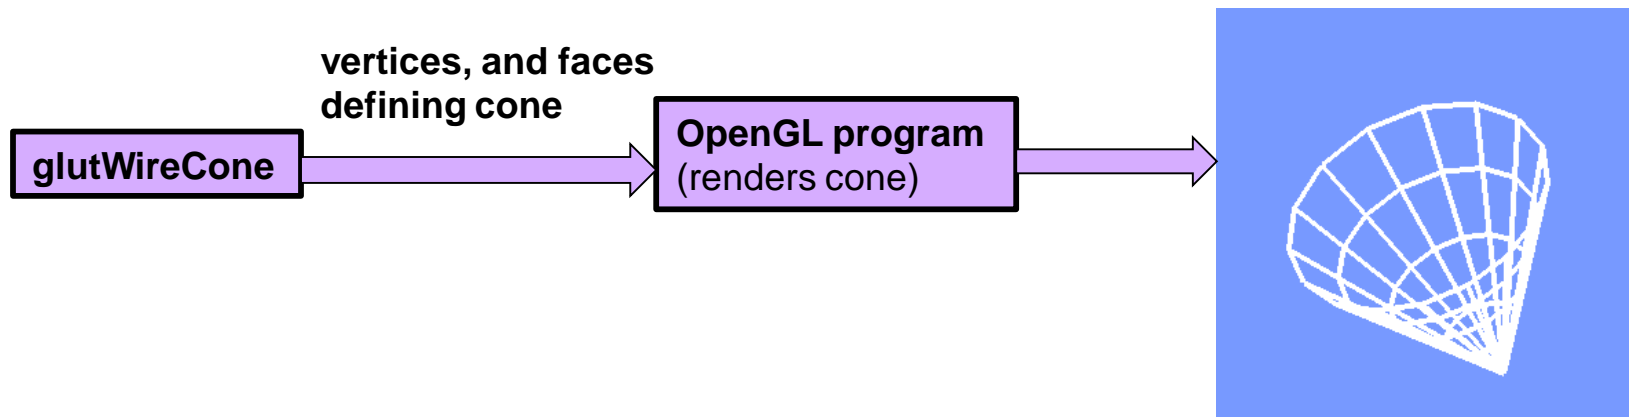 vertices, and faces
defining cone
glutWireCone
OpenGL program
(renders cone)